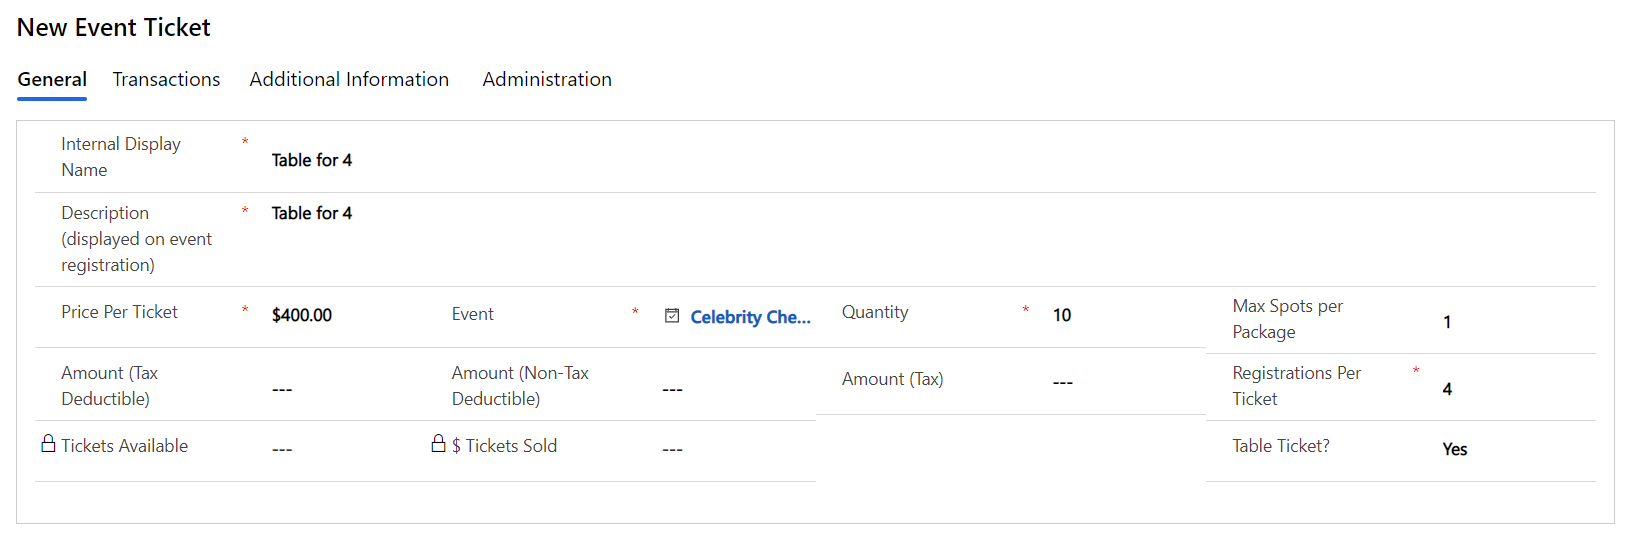 New Event Ticket
General Transactions Additional Information Administration
Internal Display
Name
*
Table for 4
Description
(displayed on event
registration)
*
Table for 4
Price Per Ticket * $400.00
Event * Celebrity Che...
Quantity * 10
Max Spots per
Package
1
Amount (Tax
Deductible)
---
Amount (Non-Tax
Deductible)
---
Amount (Tax) ---
Registrations Per
Ticket
*
4
Tickets Available ---
$ Tickets Sold ---
Table Ticket? Yes